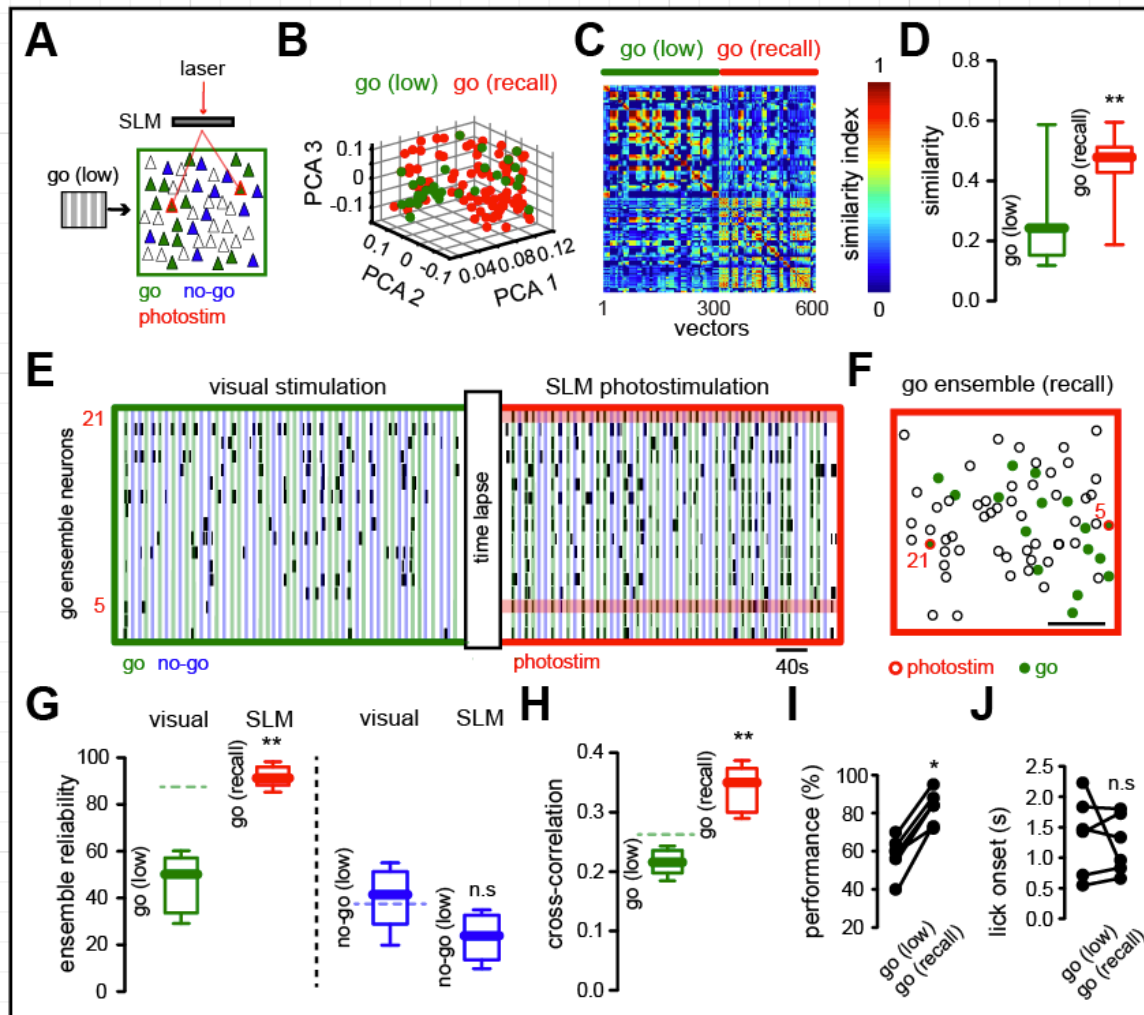 A
laser
SLM
go (low)
go no-go
photostim
B
go (low) go (recall)
PCA 3
0.1
0
-0.1
0.1
0
-0.1
PCA 2
0.04
0.08
0.12
PCA 1
C
go (low) go (recall)
1
300
600
vectors
similarity index
1
0
D
similarity
0.8
0.6
0.4
0.2
0.0
go (low)
go (recall)
**
E
visual stimulation
SLM photostimulation
go ensemble neurons
21
5
time lapse
go no-go
photostim
40s
F
go ensemble (recall)
5
21
photostim
go
G
visual
SLM
visual
SLM
ensemble reliability
100
80
60
40
20
0
go (low)
go (recall)
**
no-go (low)
no-go (low)
n.s
H
cross-correlation
0.4
0.3
0.2
0.0
go (low)
go (recall)
**
I
performance (%)
100
80
60
40
20
*
go (low)
go (recall)
J
lick onset (s)
2.5
2.0
1.5
1.0
0.5
0.0
n.s
go (low)
go (recall)